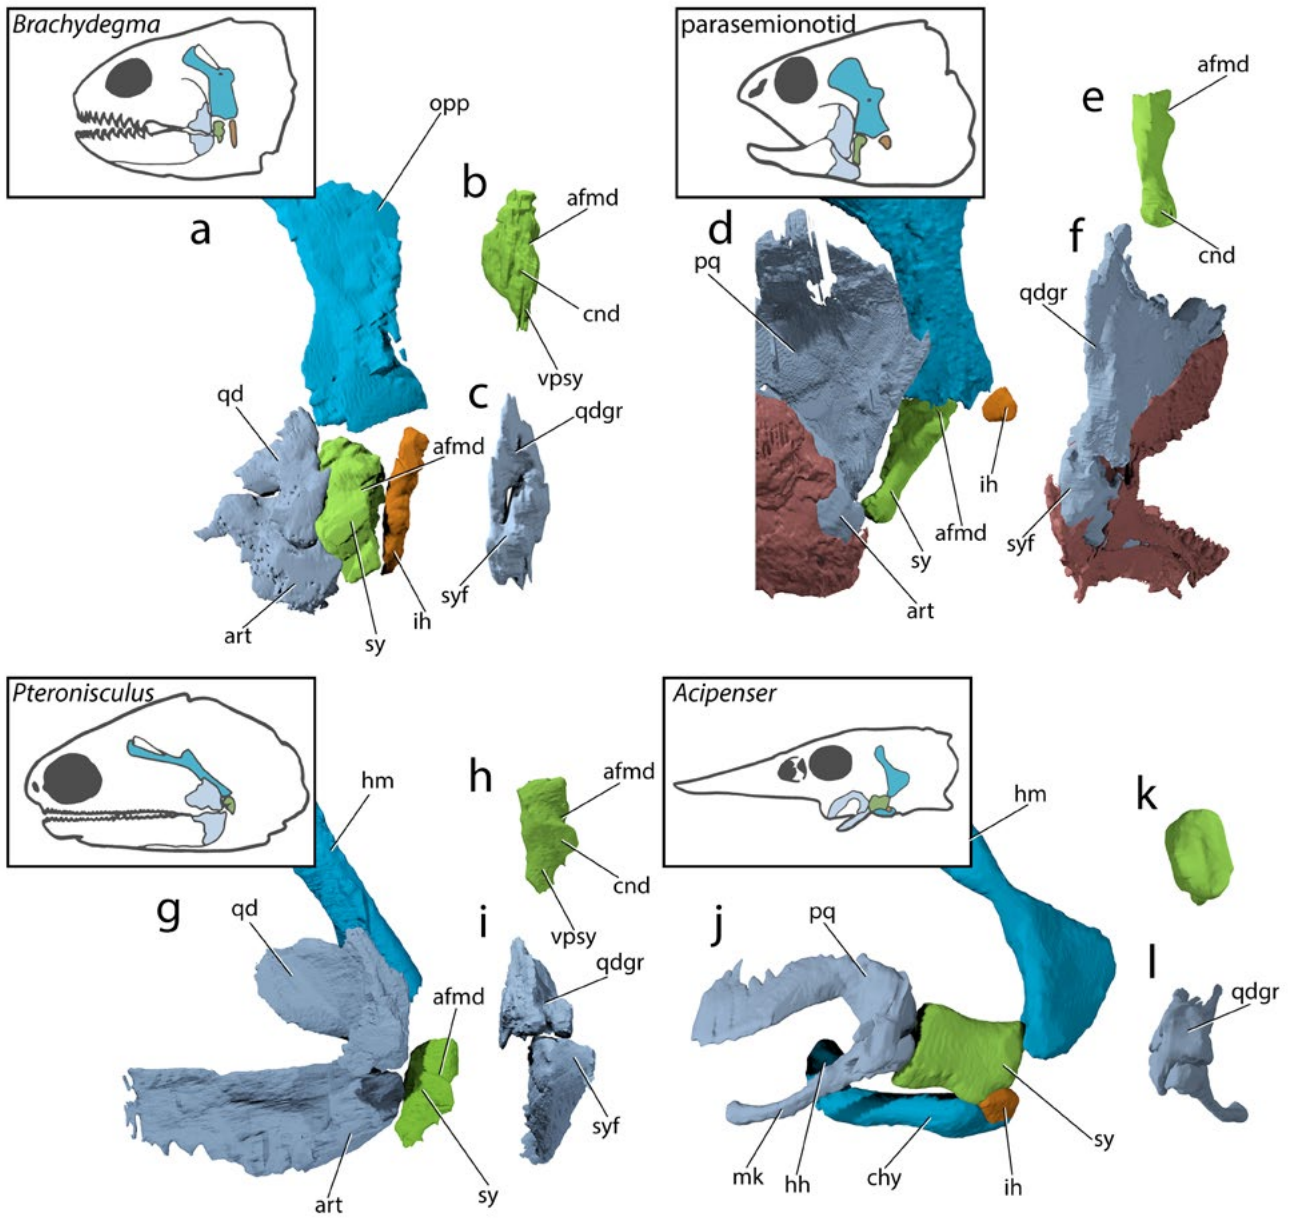 Brachydegma
opp
a
b
afmd
cnd
vpsy
qd
afmd
c
qdgr
syf
art
sy
ih
parasemionotid
e
afmd
cnd
d
pq
f
qdgr
ih
afmd
sy
syf
art
Pteronisculus
hm
h
afmd
cnd
vpsy
g
qd
i
qdgr
afmd
syf
sy
art
Acipenser
hm
k
j
pq
l
qdgr
sy
mk
hh
chy
ih